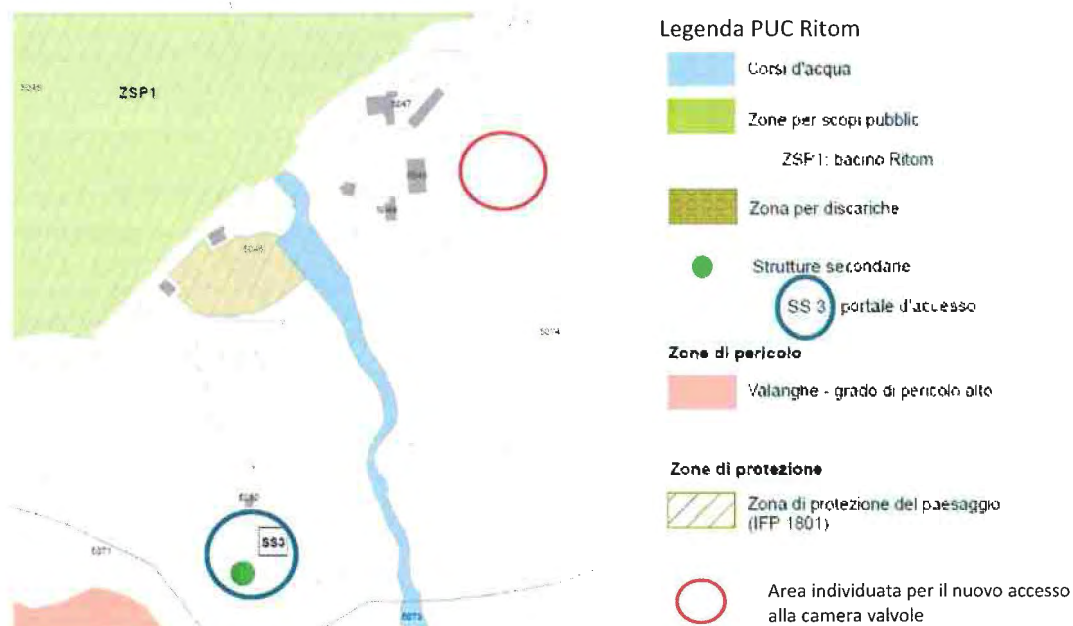 ZSP1
SS3
Legenda PUC Ritom
Corsi d'acqua
Zone per scopi pubblic
ZSP1: bacino Ritom
Zona per discariche
Strutture secondarie
SS 3 portale d'accesso
Zone di pericolo
Valanghe - grado di pericolo alto
Zone di protezione
Zona di protezione del paesaggio
(IFP 1801)
Area individuata per il nuovo accesso
alla camera valvole